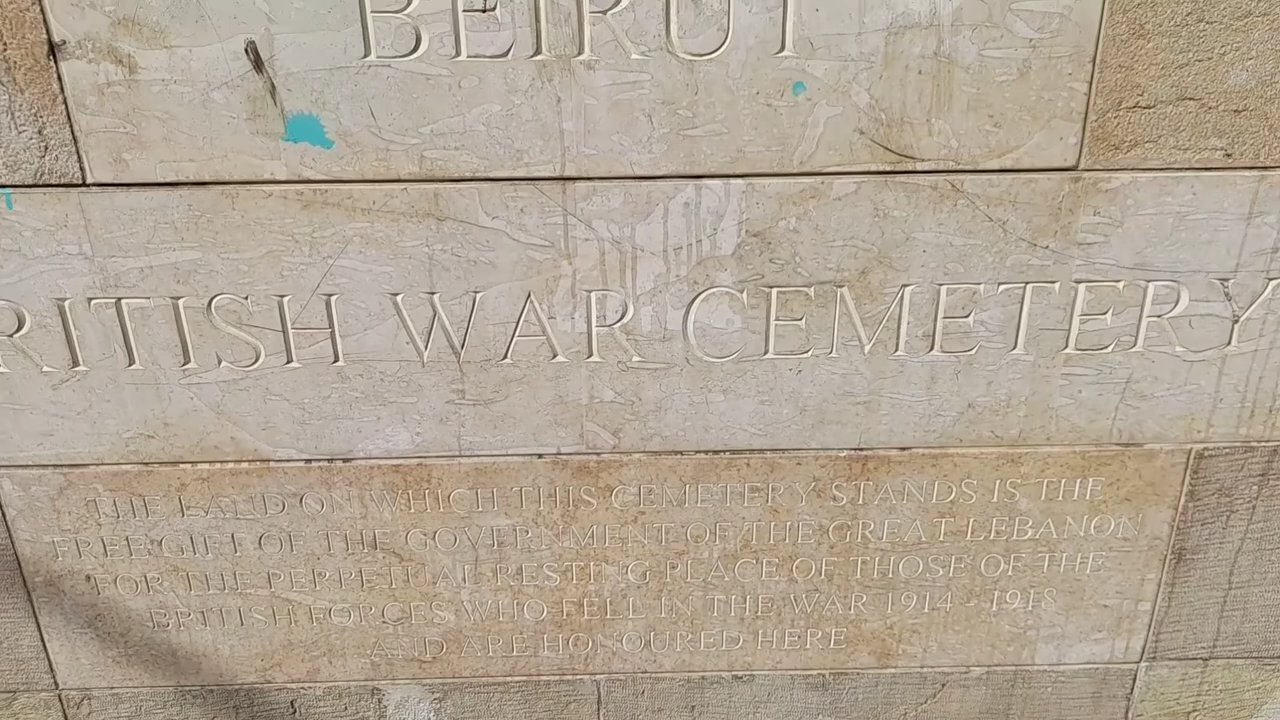 BEIRUT
RITISH WAR CEMETERY
THE LAND ON WHICH THIS CEMETERY STANDS IS THE
FREE GIFT OF THE GOVERNMENT OF THE GREAT LEBANON
FOR THE PERPETUAL RESTING PLACE OF THOSE OF THE
BRITISH FORCES WHO FELL IN THE WAR 1914 - 1918
AND ARE HONOURED HERE